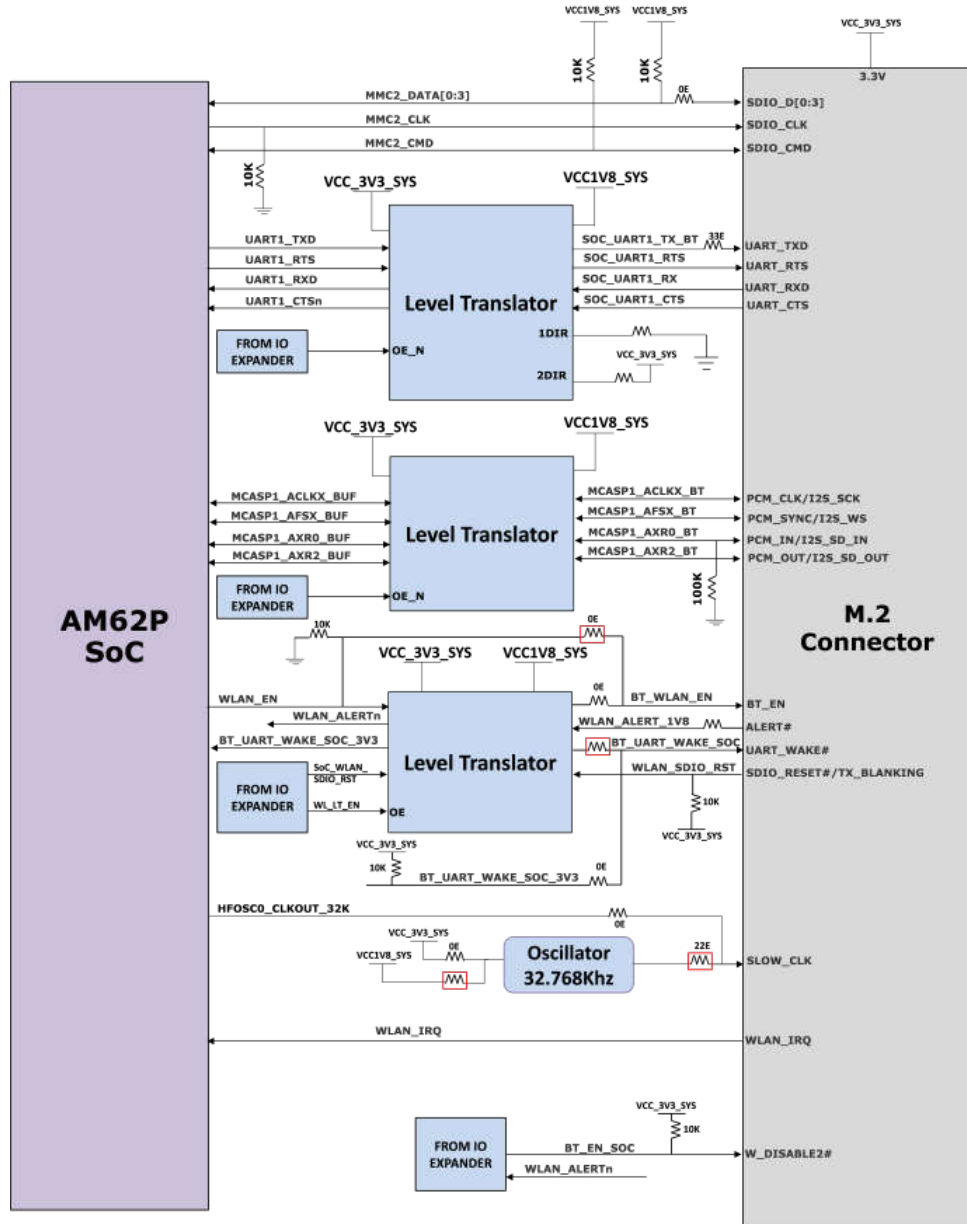 VCC1V8_SYS
VCC1V8_SYS
VCC_3V3_SYS
10K
10K
3.3V
MMC2_DATA[0:3]
0E
SDIO_D[0:3]
MMC2_CLK
SDIO_CLK
MMC2_CMD
SDIO_CMD
10K
VCC_3V3_SYS
VCC1V8_SYS
UART1_TXD
SOC_UART1_TX_BT
33E
UART_TXD
UART1_RTS
SOC_UART1_RTS
UART_RTS
UART1_RXD
SOC_UART1_RX
UART_RXD
UART1_CTSn
Level Translator
SOC_UART1_CTS
UART_CTS
1DIR
FROM IO
EXPANDER
OE_N
VCC_3V3_SYS
2DIR
VCC_3V3_SYS
VCC1V8_SYS
MCASP1_ACLKX_BUF
MCASP1_ACLKX_BT
PCM_CLK/I2S_SCK
MCASP1_AFSX_BUF
MCASP1_AFSX_BT
PCM_SYNC/I2S_WS
MCASP1_AXR0_BUF
Level Translator
MCASP1_AXR0_BT
PCM_IN/I2S_SD_IN
MCASP1_AXR2_BUF
MCASP1_AXR2_BT
PCM_OUT/I2S_SD_OUT
FROM IO
EXPANDER
OE_N
100K
AM62P
SoC
M.2
Connector
10K
0E
VCC_3V3_SYS
VCC1V8_SYS
0E
WLAN_EN
BT_WLAN_EN
BT_EN
WLAN_ALERTn
WLAN_ALERT_1V8
ALERT#
BT_UART_WAKE_SOC_3V3
BT_UART_WAKE_SOC
UART_WAKE#
Level Translator
SoC_WLAN_
SDIO_RST
WLAN_SDIO_RST
SDIO_RESET#/TX_BLANKING
FROM IO
EXPANDER
WL_LT_EN
OE
10K
VCC_3V3_SYS
VCC_3V3_SYS
10K
BT_UART_WAKE_SOC_3V3
0E
HFOSC0_CLKOUT_32K
0E
VCC_3V3_SYS
0E
VCC1V8_SYS
Oscillator
32.768Khz
22E
SLOW_CLK
WLAN_IRQ
WLAN_IRQ
VCC_3V3_SYS
10K
FROM IO
EXPANDER
BT_EN_SOC
W_DISABLE2#
WLAN_ALERTn